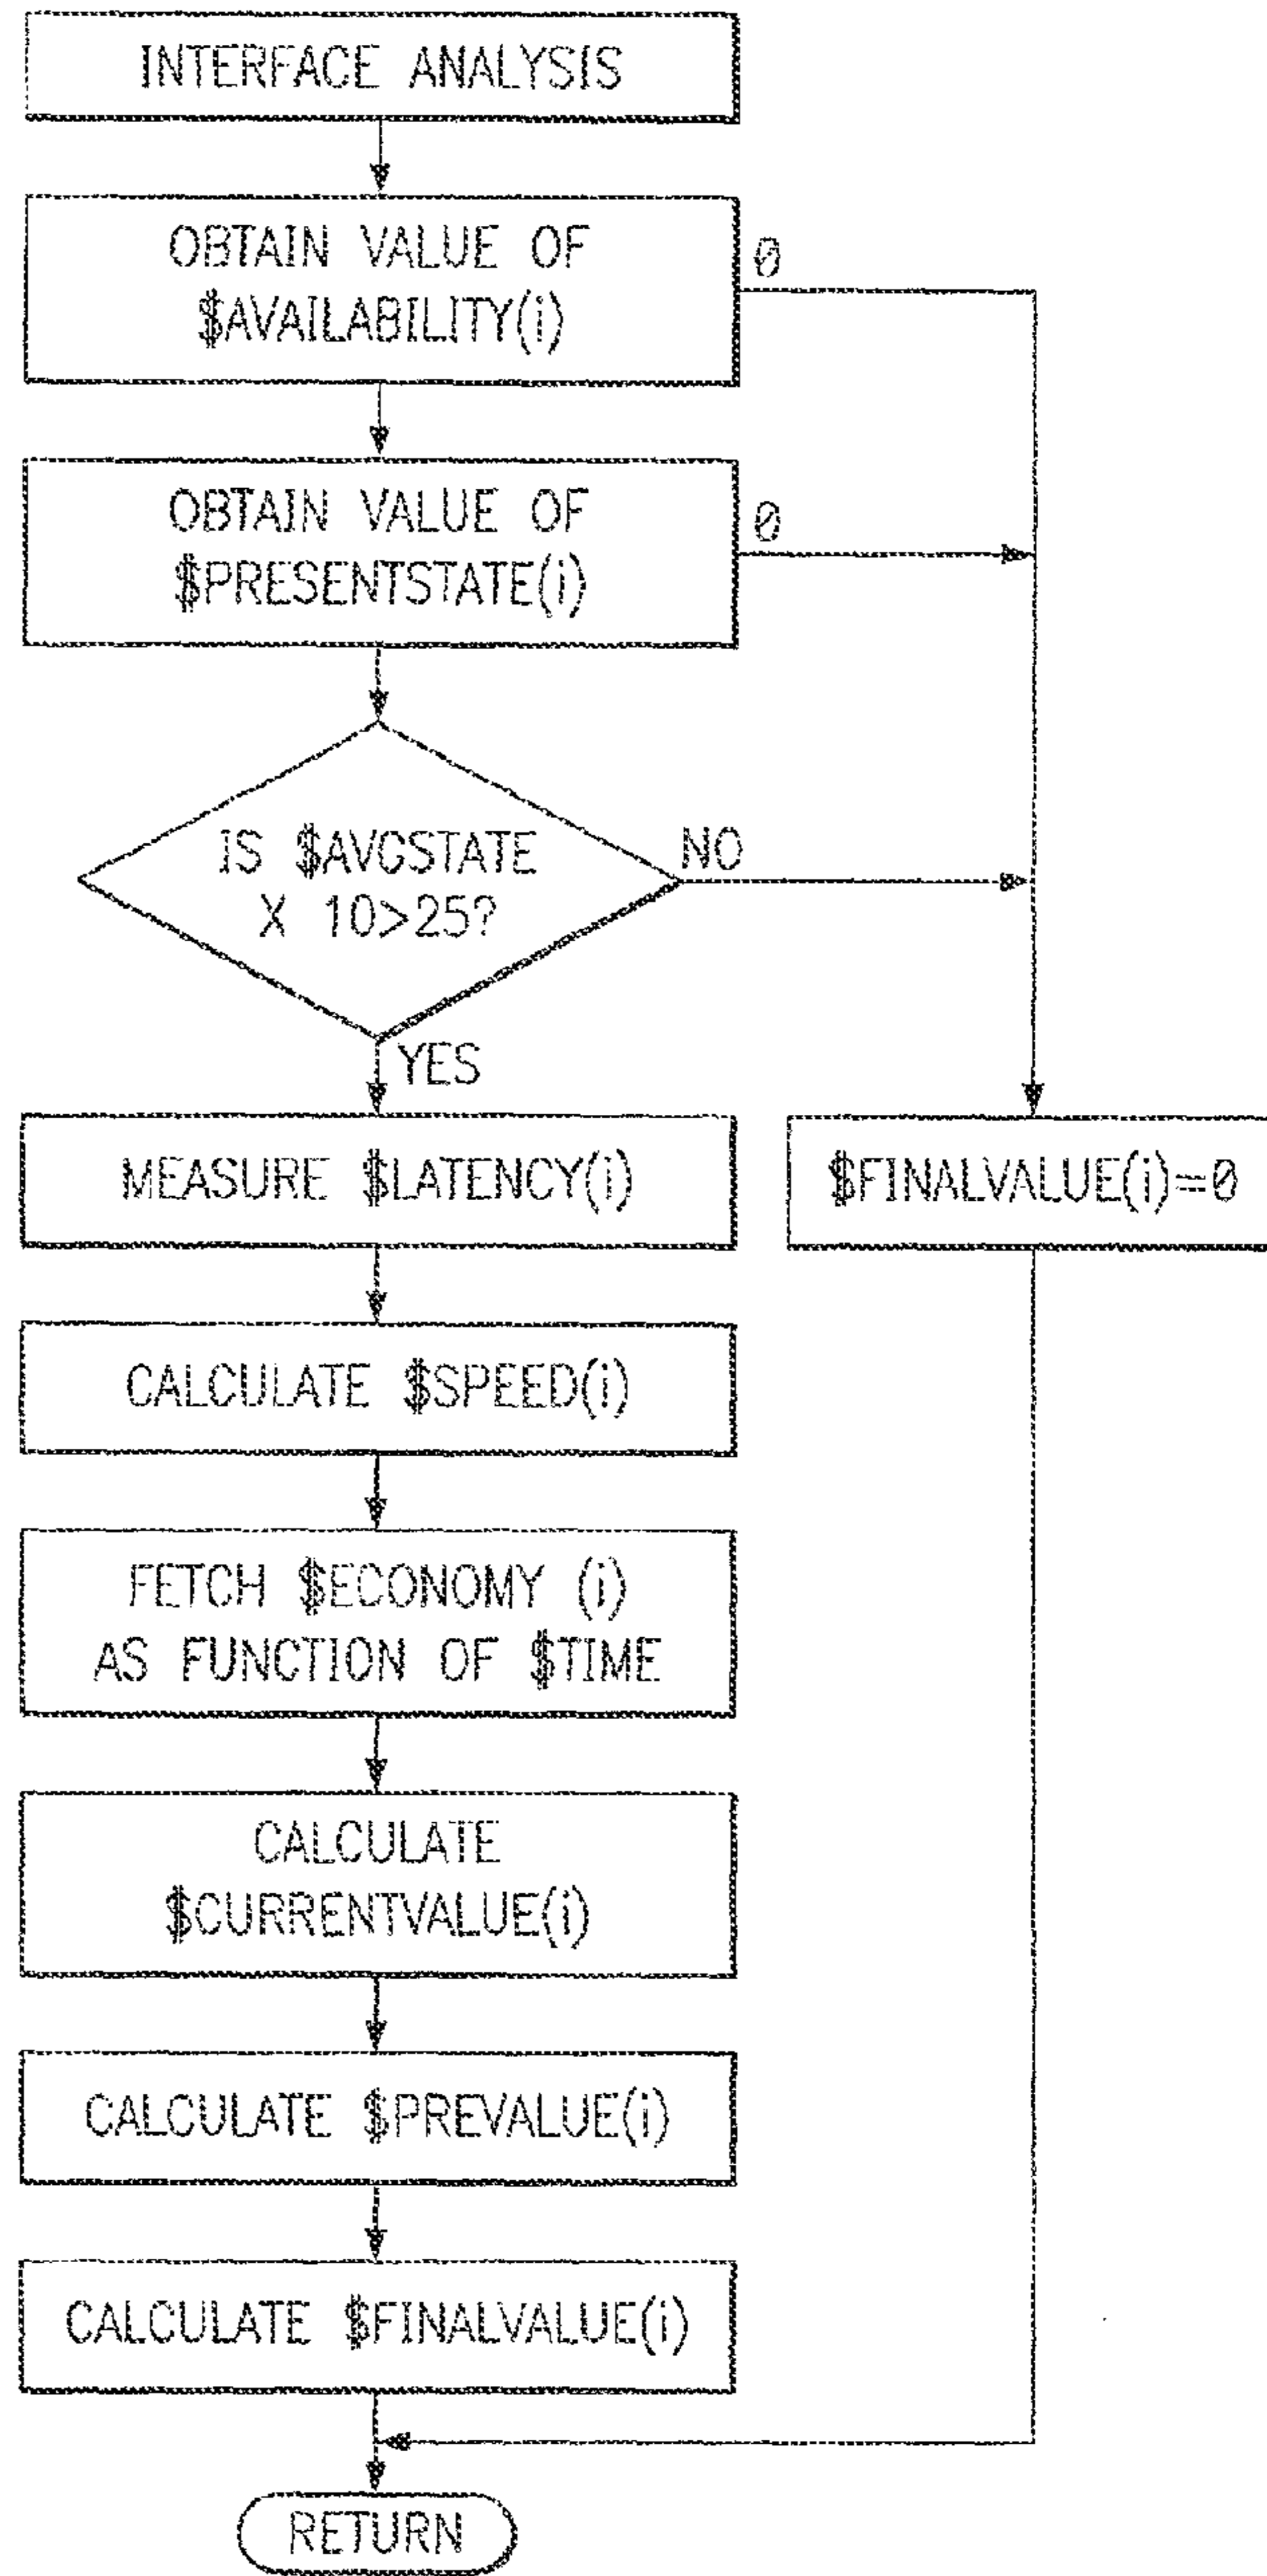 INTERFACE ANALYSIS
OBTAIN VALUE OF
$AVAILABILITY(i)
0
OBTAIN VALUE OF
$PRESENTSTATE(i)
0
IS $AVGSTATE
X 10>25?
NO
YES
MEASURE $LATENCY(i)
$FINALVALUE(i)=0
CALCULATE $SPEED(i)
FETCH $ECONOMY (i)
AS FUNCTION OF $TIME
CALCULATE
$CURRENTVALUE(i)
CALCULATE $PREVALUE(i)
CALCULATE $FINALVALUE(i)
RETURN